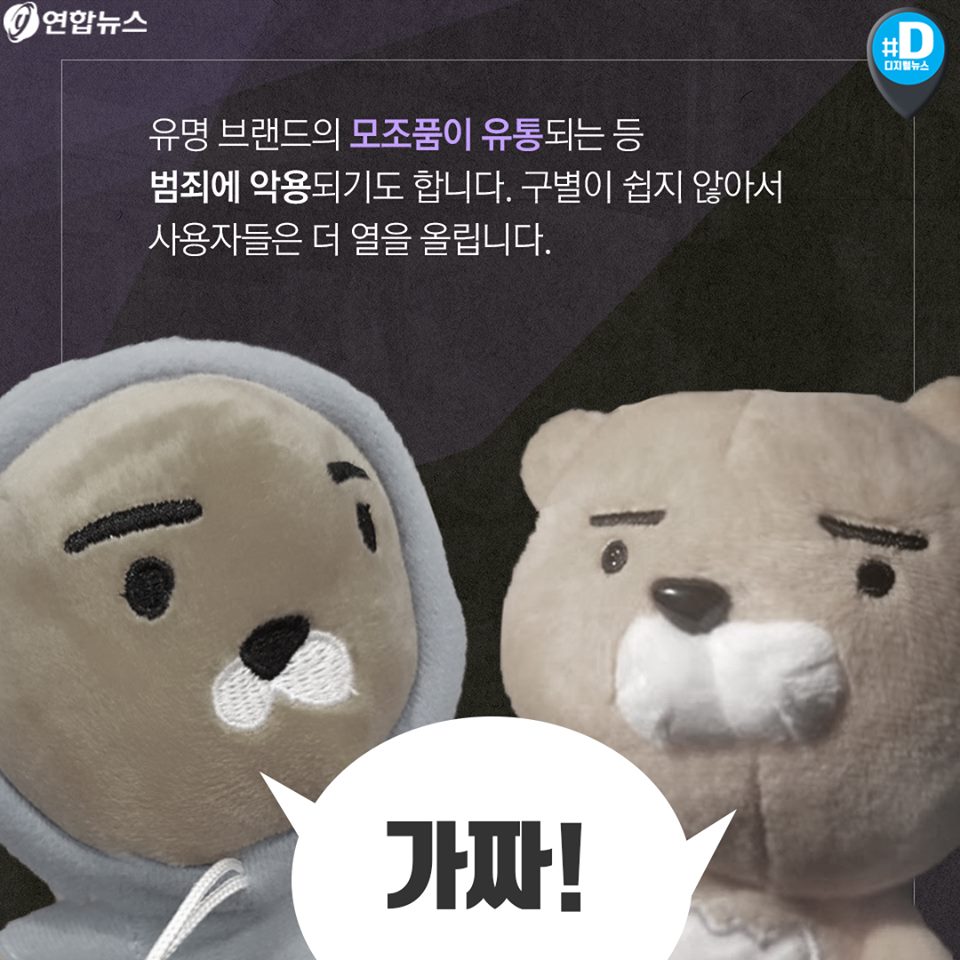 연합뉴스
#D
디지털뉴스
유명 브랜드의 모조품이 유통되는 등
범죄에 악용되기도 합니다. 구별이 쉽지 않아서
사용자들은 더 열을 올립니다.
가짜!